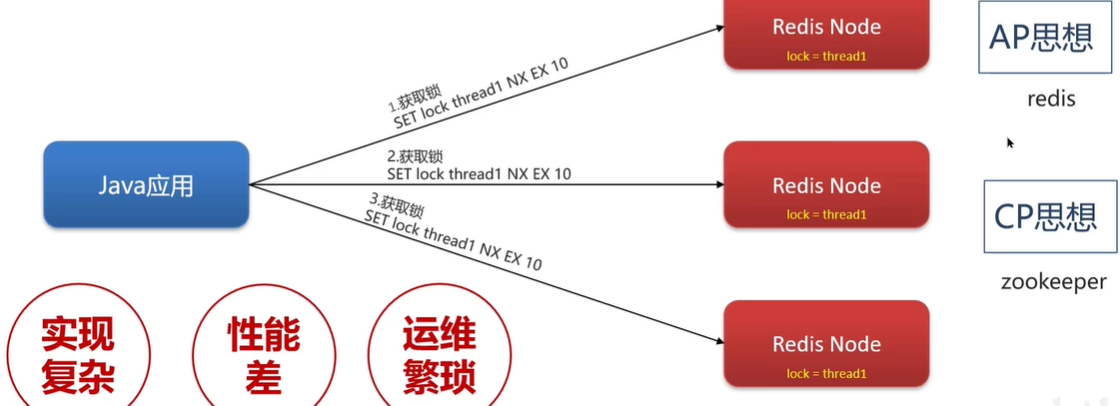 Redis Node
lock = thread1
AP思想
redis
1.获取锁
SET lock thread1 NX EX 10
Java应用
2.获取锁
SET lock thread1 NX EX 10
Redis Node
lock = thread1
CP思想
zookeeper
3.获取锁
SET lock thread1 NX EX 10
实现
复杂
性能
差
运维
繁琐
Redis Node
lock = thread1